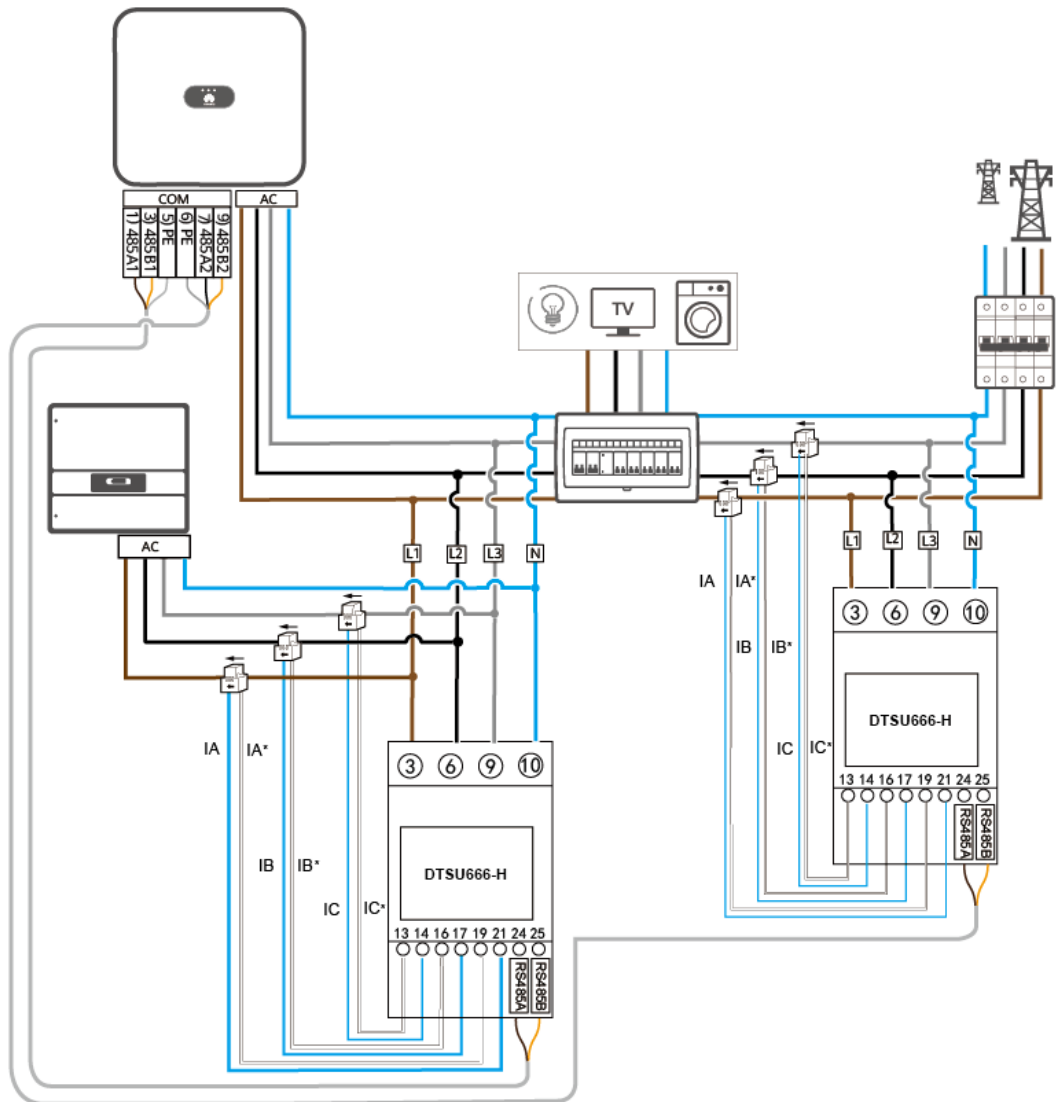 COM
AC
1) 485A1
3) 485B1
5) PE
6) PE
7) 485A2
9) 485B2
TV
AC
L1 L2 L3 N
L1 L2 L3 N
IA IA*
IB IB*
IC IC*
3 6 9 10
DTSU666-H
13 14 16 17 19 21 24 25
RS485A
RS485B
IA IA*
IB IB*
IC IC*
3 6 9 10
DTSU666-H
13 14 16 17 19 21 24 25
RS485A
RS485B